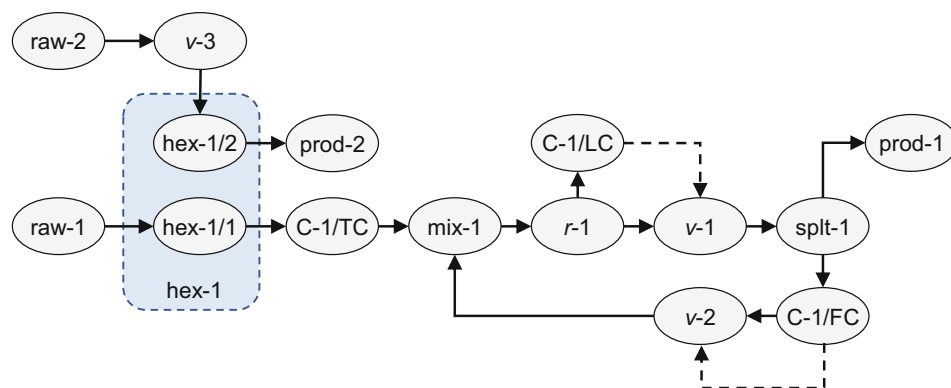 raw-2
v-3
hex-1/2
prod-2
C-1/LC
prod-1
raw-1
hex-1/1
C-1/TC
mix-1
r-1
v-1
splt-1
hex-1
v-2
C-1/FC